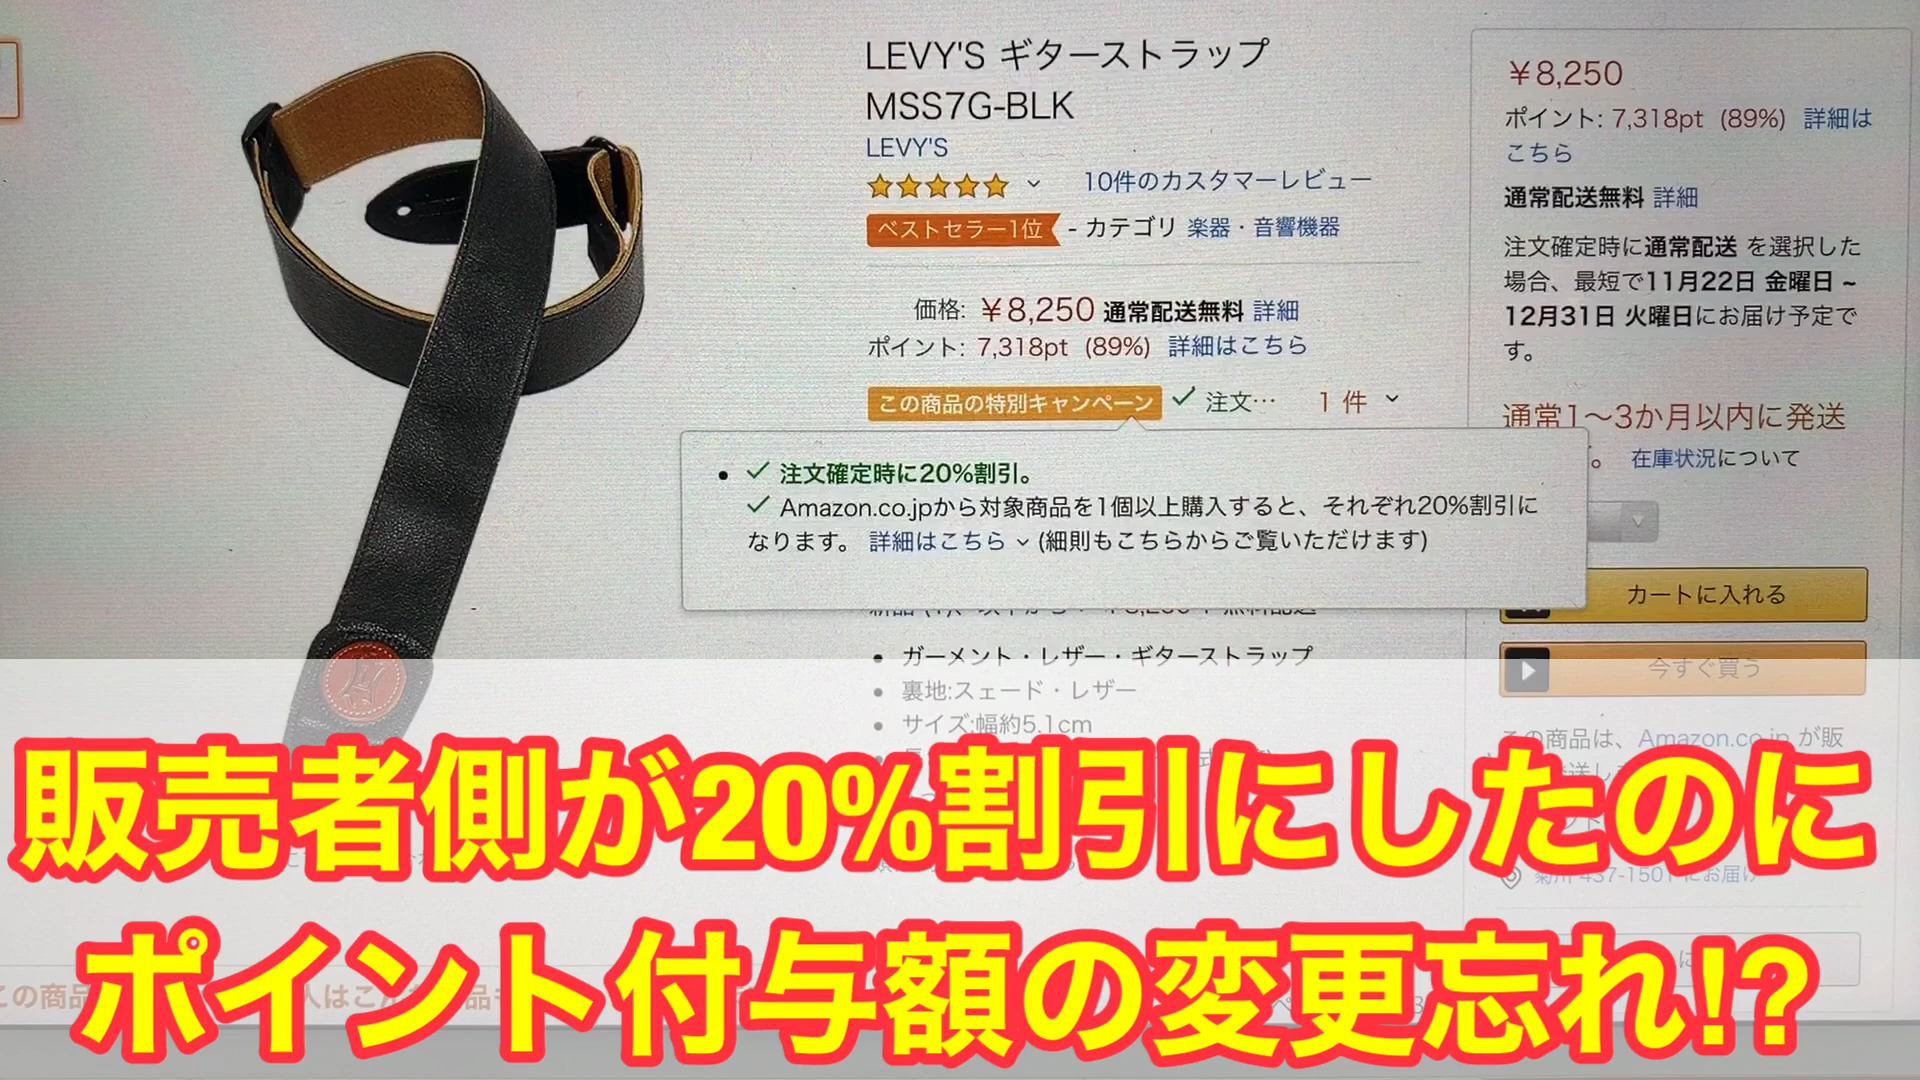 LEVY'S ギターストラップ
MSS7G-BLK
LEVY'S
10件のカスタマーレビュー
ベストセラー1位 - カテゴリ 楽器・音響機器
価格: ￥8,250 通常配送無料 詳細
ポイント: 7,318pt (89%) 詳細はこちら
この商品の特別キャンペーン 注文… 1 件
注文確定時に20%割引。
Amazon.co.jpから対象商品を1個以上購入すると、それぞれ20%割引に
なります。 詳細はこちら (細則もこちらからご覧いただけます)
ガーメント・レザー・ギターストラップ
裏地:スェード・レザー
サイズ:幅約5.1cm
￥8,250
ポイント: 7,318pt (89%) 詳細は
こちら
通常配送無料 詳細
注文確定時に通常配送 を選択した
場合、最短で11月22日 金曜日 ~
12月31日 火曜日にお届け予定で
す。
通常1～3か月以内に発送
。 在庫状況について
カートに入れる
今すぐ買う
この商品は、Amazon.co.jp が販
販売者側が20%割引にしたのに
ポイント付与額の変更忘れ!?